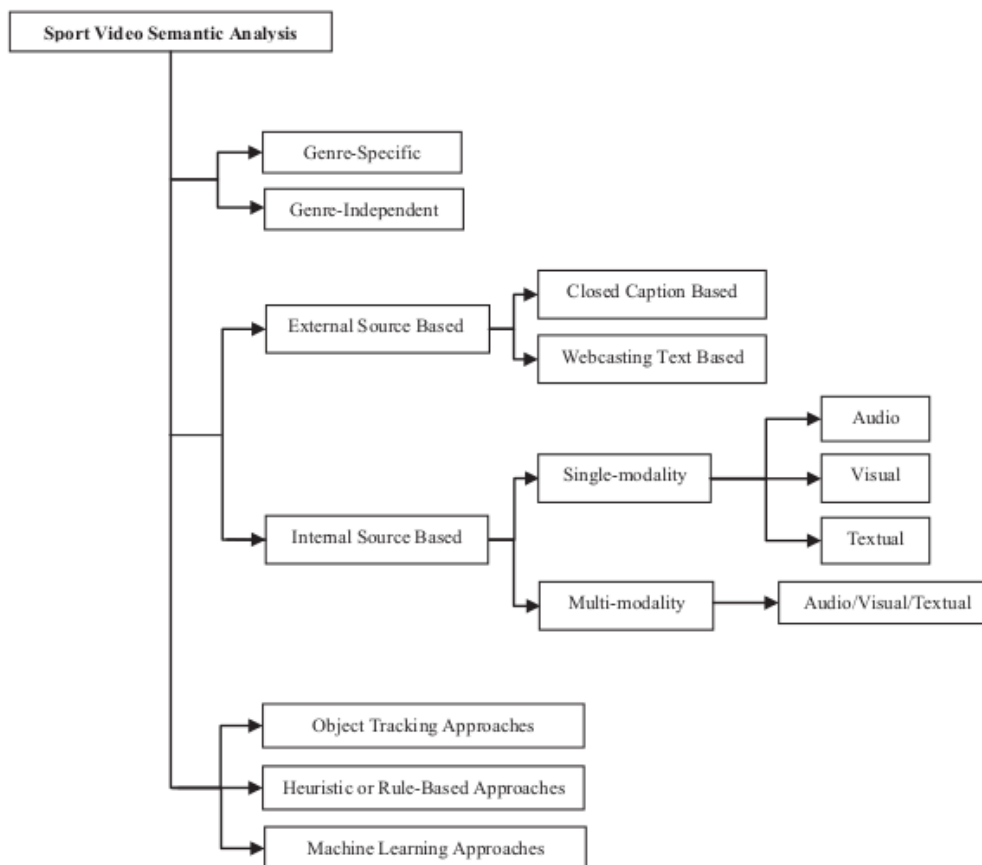 Sport Video Semantic Analysis
Genre-Specific
Genre-Independent
External Source Based
Closed Caption Based
Webcasting Text Based
Internal Source Based
Single-modality
Audio
Visual
Textual
Multi-modality
Audio/Visual/Textual
Object Tracking Approaches
Heuristic or Rule-Based Approaches
Machine Learning Approaches